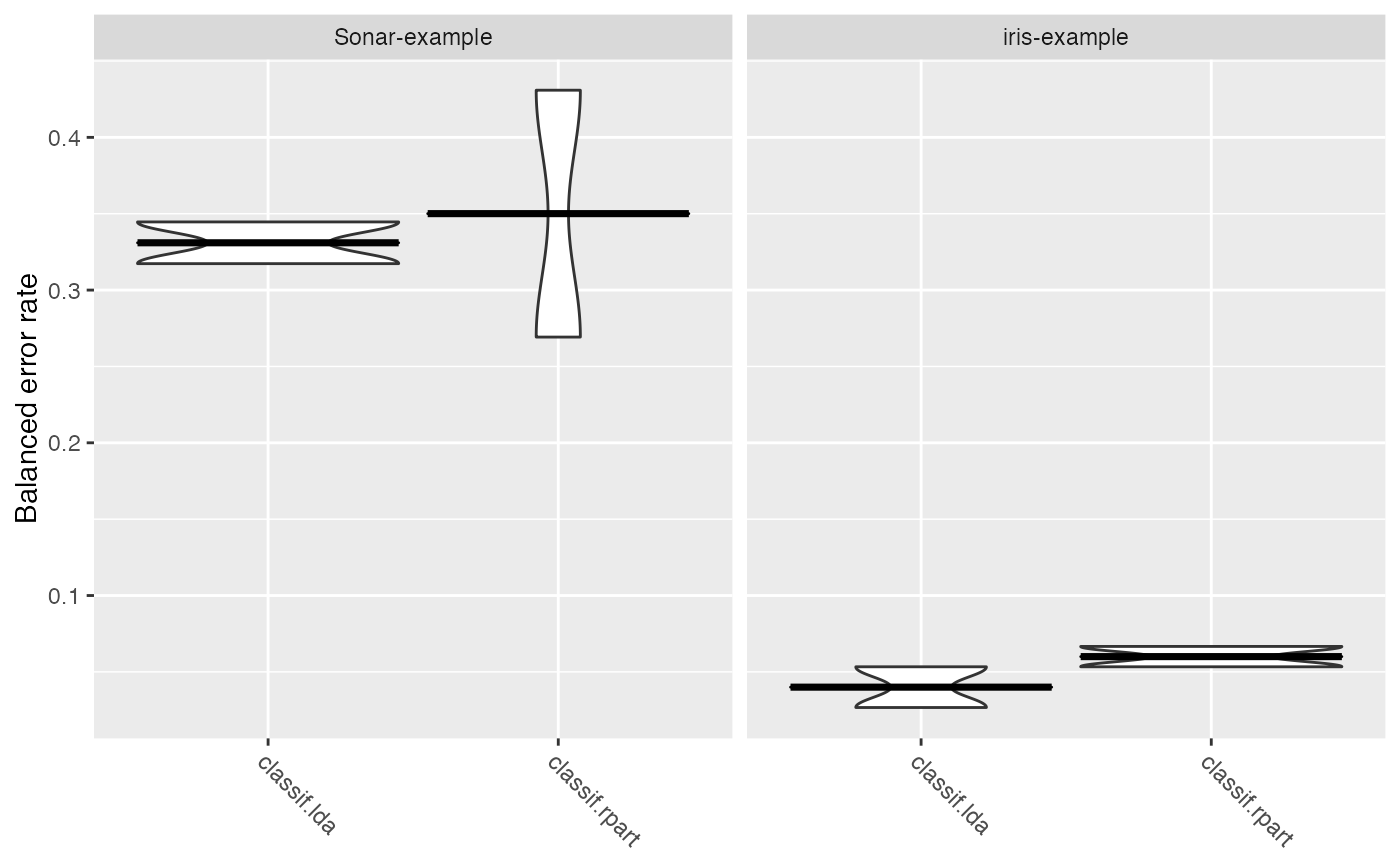 Sonar-example
iris-example
Balanced error rate
0.4
0.3
0.2
0.1
classif.lda
classif.rpart
classif.lda
classif.rpart